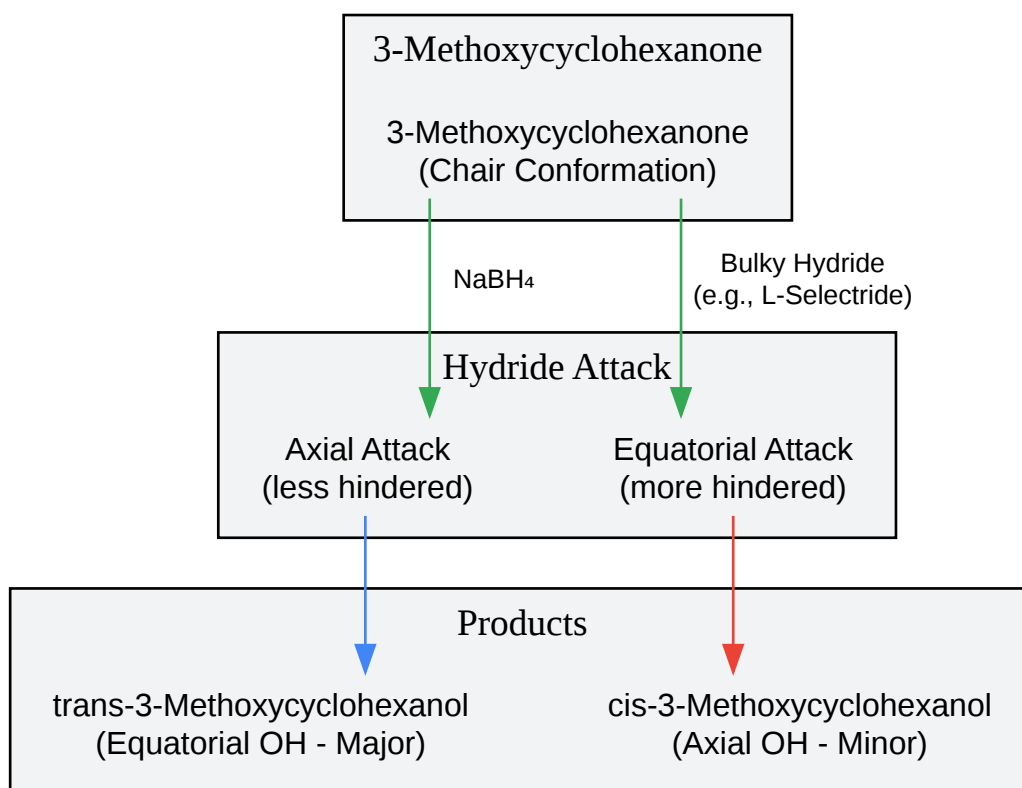 3-Methoxycyclohexanone
3-Methoxycyclohexanone
(Chair Conformation)
NaBH₄
Bulky Hydride
(e.g., L-Selectride)
Hydride Attack
Axial Attack
(less hindered)
Equatorial Attack
(more hindered)
Products
trans-3-Methoxycyclohexanol
(Equatorial OH - Major)
cis-3-Methoxycyclohexanol
(Axial OH - Minor)